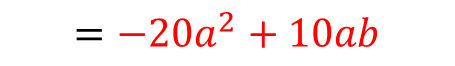 = −20a² + 10ab